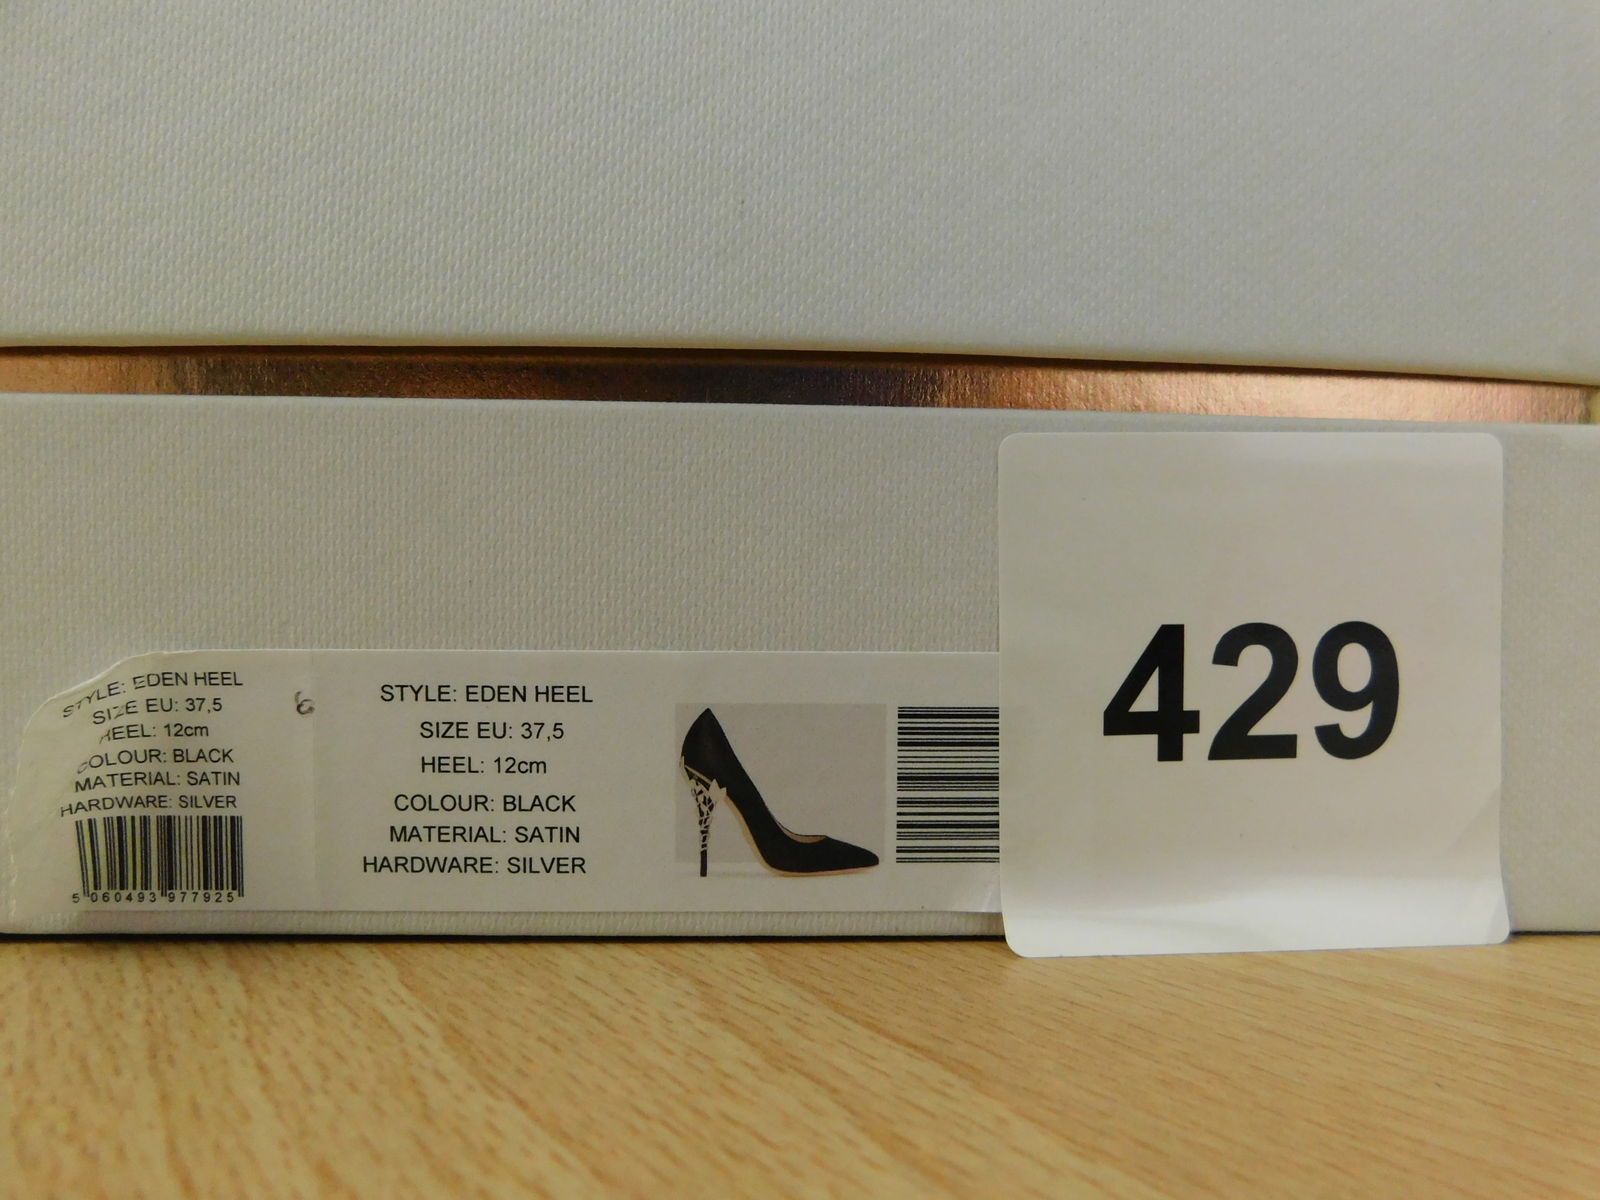 STYLE: EDEN HEEL
SIZE EU: 37,5
HEEL: 12cm
COLOUR: BLACK
MATERIAL: SATIN
HARDWARE: SILVER
5 060493 977925
6
STYLE: EDEN HEEL
SIZE EU: 37,5
HEEL: 12cm
COLOUR: BLACK
MATERIAL: SATIN
HARDWARE: SILVER
429